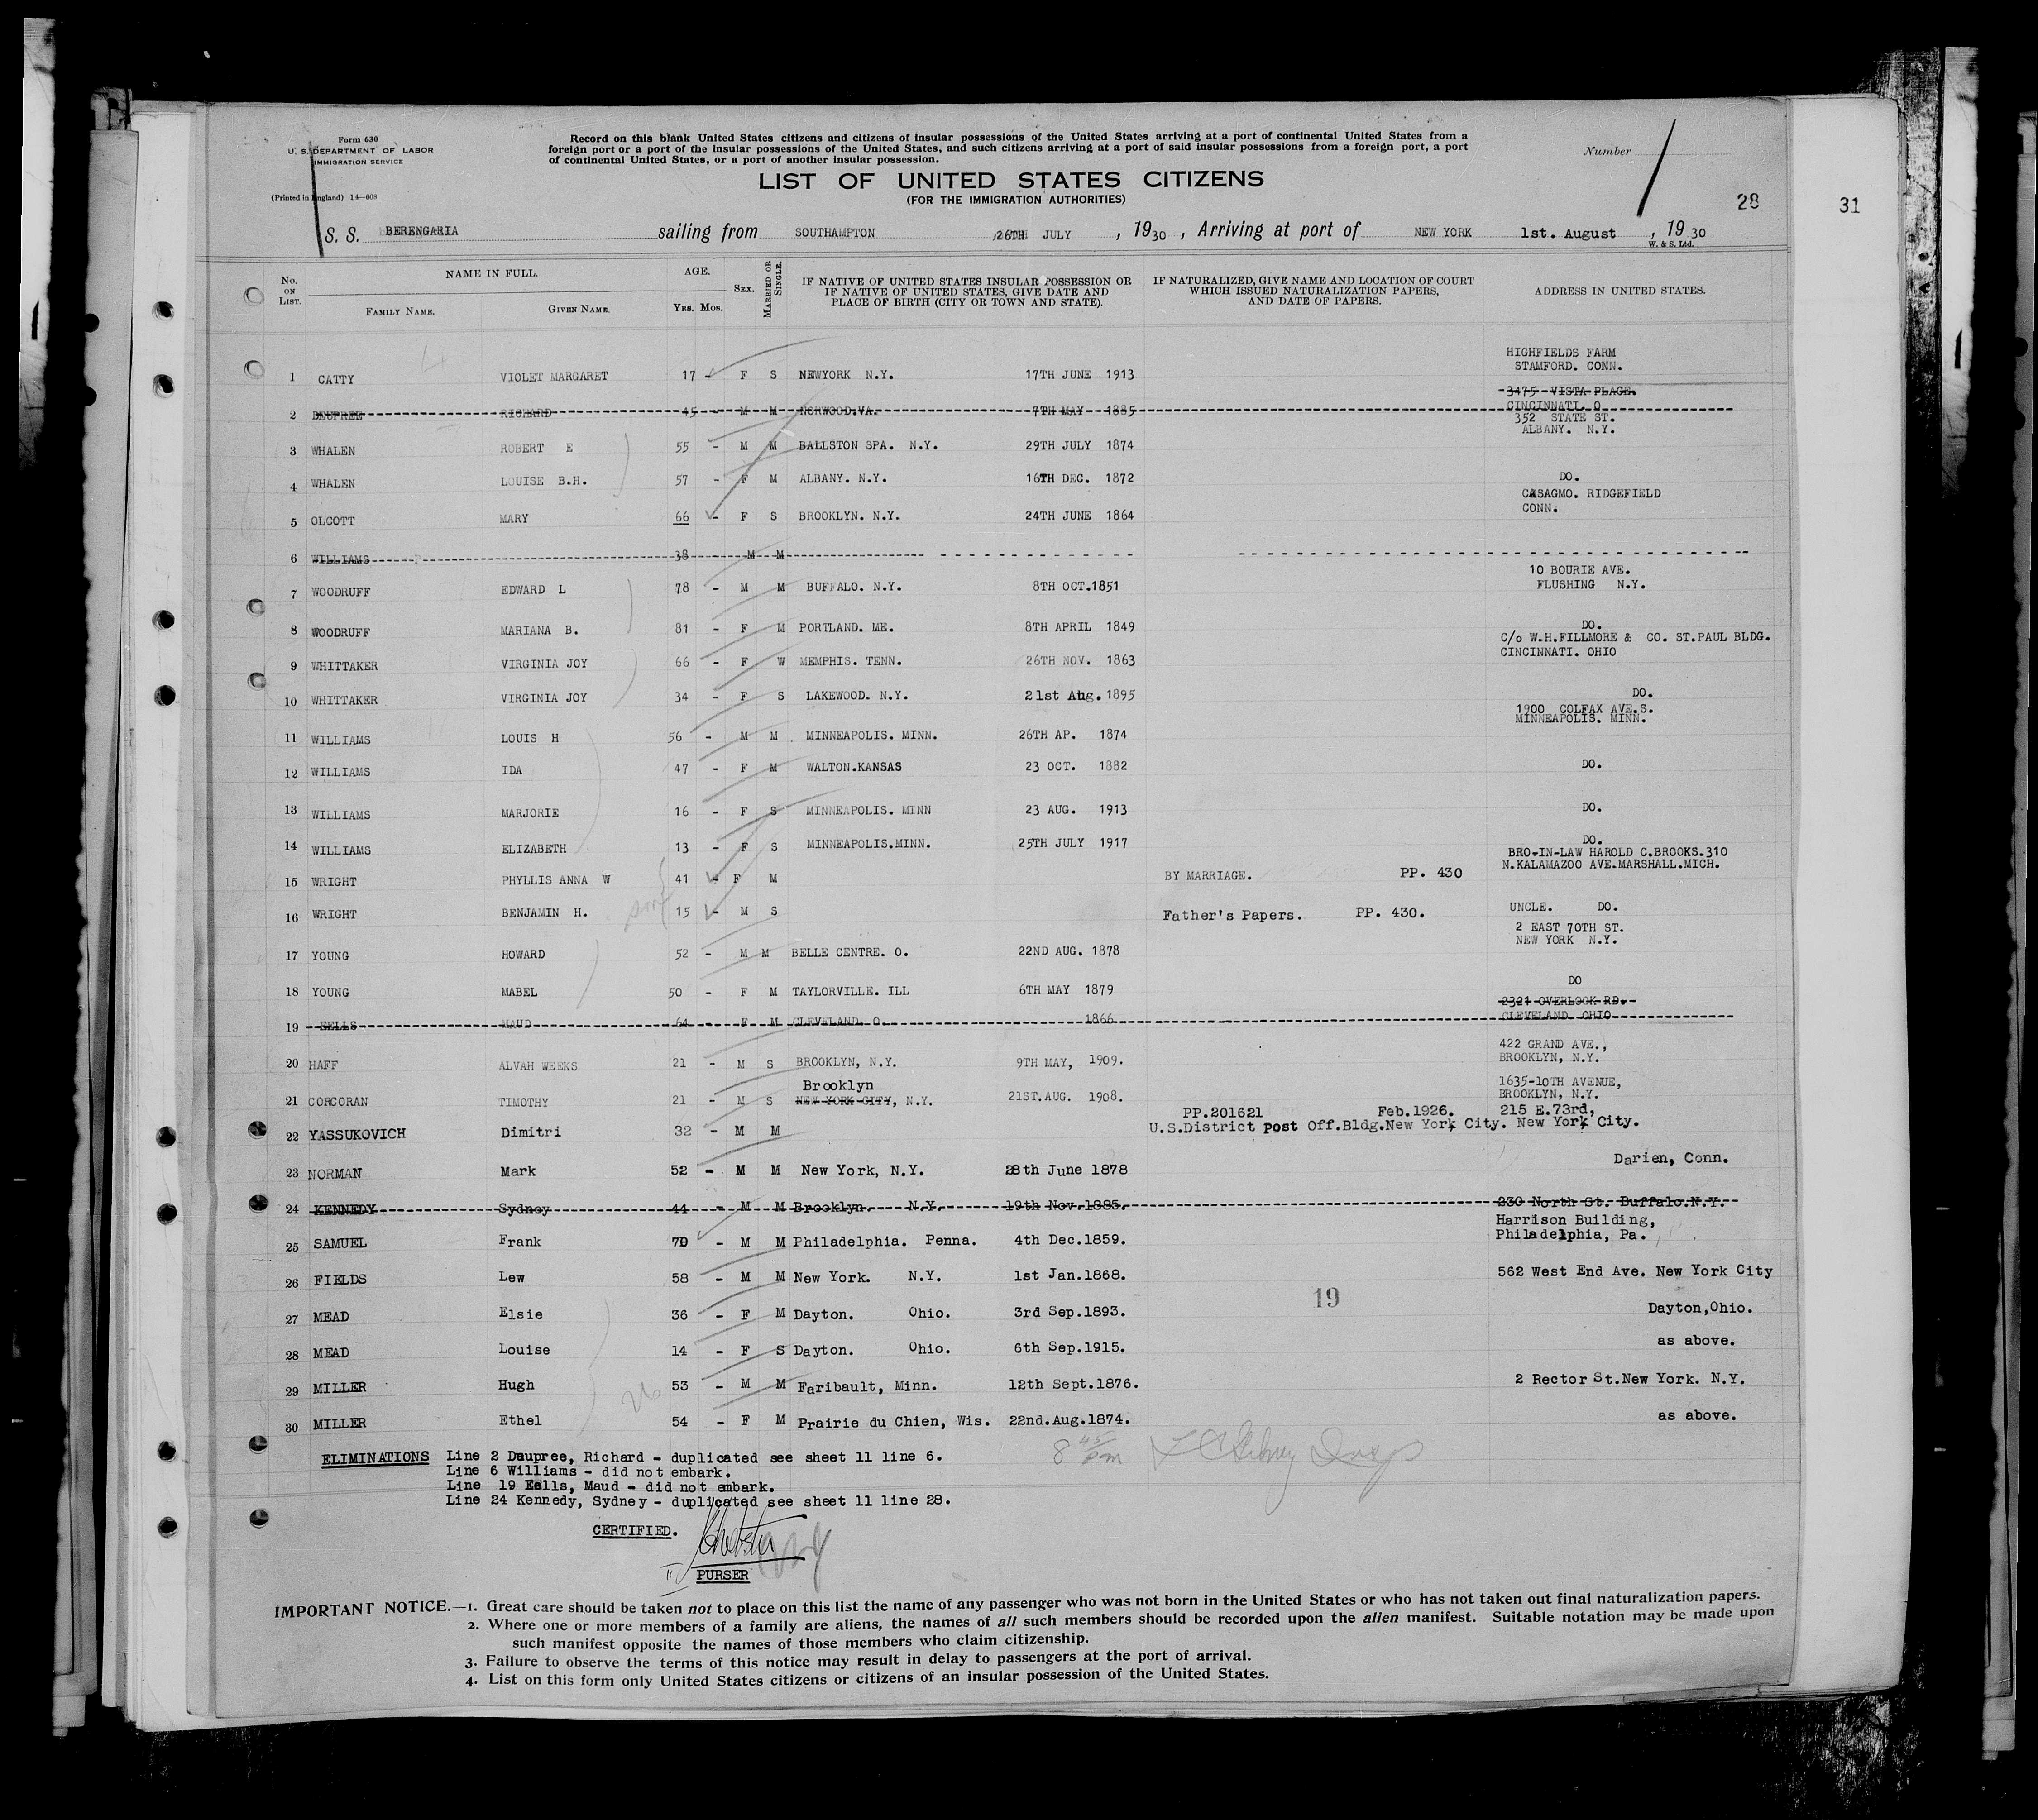 Form 630
U. S. DEPARTMENT OF LABOR
IMMIGRATION SERVICE
(Printed in England) 14—608
Record on this blank United States citizens and citizens of insular possessions of the United States arriving at a port of continental United States from a
foreign port or a port of the insular possessions of the United States, and such citizens arriving at a port of said insular possessions from a foreign port, a port
of continental United States, or a port of another insular possession.
Number
LIST OF UNITED STATES CITIZENS
(FOR THE IMMIGRATION AUTHORITIES)
28
31
S. S. BERENGARIA sailing from SOUTHAMPTON 26TH JULY , 1930 , Arriving at port of NEW YORK 1st. August , 1930
W. & S. Ltd.
No. ON LIST.
NAME IN FULL.
FAMILY NAME. GIVEN NAME.
AGE.
YRS. MOS.
SEX.
MARRIED OR SINGLE.
IF NATIVE OF UNITED STATES INSULAR POSSESSION OR
IF NATIVE OF UNITED STATES, GIVE DATE AND
PLACE OF BIRTH (CITY OR TOWN AND STATE).
IF NATURALIZED, GIVE NAME AND LOCATION OF COURT
WHICH ISSUED NATURALIZATION PAPERS,
AND DATE OF PAPERS.
ADDRESS IN UNITED STATES.
HIGHFIELDS FARM
STAMFORD. CONN.
1 CATTY VIOLET MARGARET 17 - F S NEWYORK N.Y. 17TH JUNE 1913
3475 VISTA PLACE.
CINCINNATI. O
2 DEUPREE RICHARD 45 - M M NORWOOD,VA. 7TH MAY 1885
352 STATE ST.
ALBANY. N.Y.
3 WHALEN ROBERT E 55 - M M BALLSTON SPA. N.Y. 29TH JULY 1874
4 WHALEN LOUISE B.H. 57 - F M ALBANY. N.Y. 16TH DEC. 1872 DO.
CASAGMO. RIDGEFIELD
CONN.
5 OLCOTT MARY 66 - F S BROOKLYN. N.Y. 24TH JUNE 1864
6 WILLIAMS P 38 M M
10 BOURIE AVE.
FLUSHING N.Y.
7 WOODRUFF EDWARD L 78 - M M BUFFALO. N.Y. 8TH OCT.1851
8 WOODRUFF MARIANA B. 81 - F M PORTLAND. ME. 8TH APRIL 1849 DO.
C/o W.H.FILLMORE & CO. ST.PAUL BLDG.
CINCINNATI. OHIO
9 WHITTAKER VIRGINIA JOY 66 - F W MEMPHIS. TENN. 26TH NOV. 1863
10 WHITTAKER VIRGINIA JOY 34 - F S LAKEWOOD. N.Y. 21st Aug.1895 DO.
1900 COLFAX AVE.S.
MINNEAPOLIS. MINN.
11 WILLIAMS LOUIS H 56 - M M MINNEAPOLIS. MINN. 26TH AP. 1874
12 WILLIAMS IDA 47 - F M WALTON.KANSAS 23 OCT. 1882 DO.
13 WILLIAMS MARJORIE 16 - F S MINNEAPOLIS. MINN 23 AUG. 1913 DO.
14 WILLIAMS ELIZABETH 13 - F S MINNEAPOLIS.MINN. 25TH JULY 1917 DO.
BRO-IN-LAW HAROLD C.BROOKS.310
N.KALAMAZOO AVE.MARSHALL.MICH.
15 WRIGHT PHYLLIS ANNA W 41 - F M BY MARRIAGE. PP. 430
16 WRIGHT BENJAMIN H. son 15 - M S Father's Papers. PP. 430. UNCLE. DO.
2 EAST 70TH ST.
NEW YORK N.Y.
17 YOUNG HOWARD 52 - M M BELLE CENTRE. O. 22ND AUG. 1878
18 YOUNG MABEL 50 - F M TAYLORVILLE. ILL 6TH MAY 1879 DO
2321 OVERLOOK RD.
CLEVELAND OHIO
19 EELLS MAUD 64 - F M CLEVELAND O. 1866
422 GRAND AVE.,
BROOKLYN, N.Y.
20 HAFF ALVAH WEEKS 21 - M S BROOKLYN, N.Y. 9TH MAY, 1909.
1635-10TH AVENUE,
BROOKLYN, N.Y.
Brooklyn
21 CORCORAN TIMOTHY 21 - M S NEW YORK CITY, N.Y. 21ST.AUG. 1908.
PP.201621 Feb.1926. 215 E.73rd,
22 YASSUKOVICH Dimitri 32 - M M U.S.District Post Off.Bldg.New York City. New York City.
23 NORMAN Mark 52 - M M New York, N.Y. 28th June 1878 Darien, Conn.
24 KENNEDY Sydney 44 - M M Brooklyn. N.Y. 19th Nov.1885. 230 North St. Buffalo.N.Y.
Harrison Building,
25 SAMUEL Frank 70 - M M Philadelphia. Penna. 4th Dec.1859. Philadelphia, Pa.
26 FIELDS Lew 58 - M M New York. N.Y. 1st Jan.1868. 562 West End Ave. New York City
19
27 MEAD Elsie 36 - F M Dayton. Ohio. 3rd Sep.1893. Dayton,Ohio.
28 MEAD Louise 14 - F S Dayton. Ohio. 6th Sep.1915. as above.
29 MILLER Hugh 53 - M M Faribault, Minn. 12th Sept.1876. 2 Rector St.New York. N.Y.
30 MILLER Ethel 54 - F M Prairie du Chien, Wis. 22nd.Aug.1874. as above.
8 45 pm
ELIMINATIONS Line 2 Deupree, Richard - duplicated see sheet 11 line 6.
Line 6 Williams - did not embark.
Line 19 Eells, Maud - did not embark.
Line 24 Kennedy, Sydney - duplicated see sheet 11 line 28.
CERTIFIED.
PURSER
IMPORTANT NOTICE.—1. Great care should be taken not to place on this list the name of any passenger who was not born in the United States or who has not taken out final naturalization papers.
2. Where one or more members of a family are aliens, the names of all such members should be recorded upon the alien manifest. Suitable notation may be made upon
such manifest opposite the names of those members who claim citizenship.
3. Failure to observe the terms of this notice may result in delay to passengers at the port of arrival.
4. List on this form only United States citizens or citizens of an insular possession of the United States.